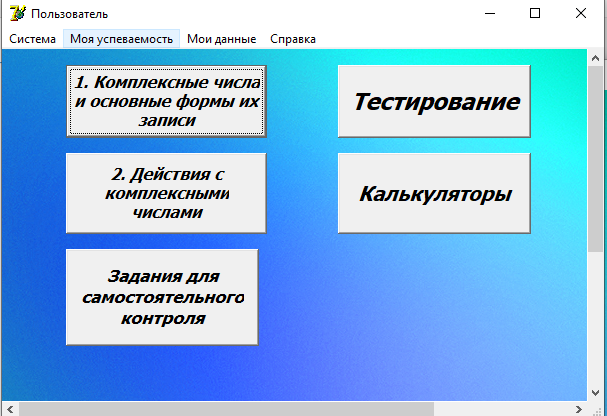 Пользователь
Система Моя успеваемость Мои данные Справка
1. Комплексные числа
и основные формы их
записи
Тестирование
2. Действия с
комплексными
числами
Калькуляторы
Задания для
самостоятельного
контроля